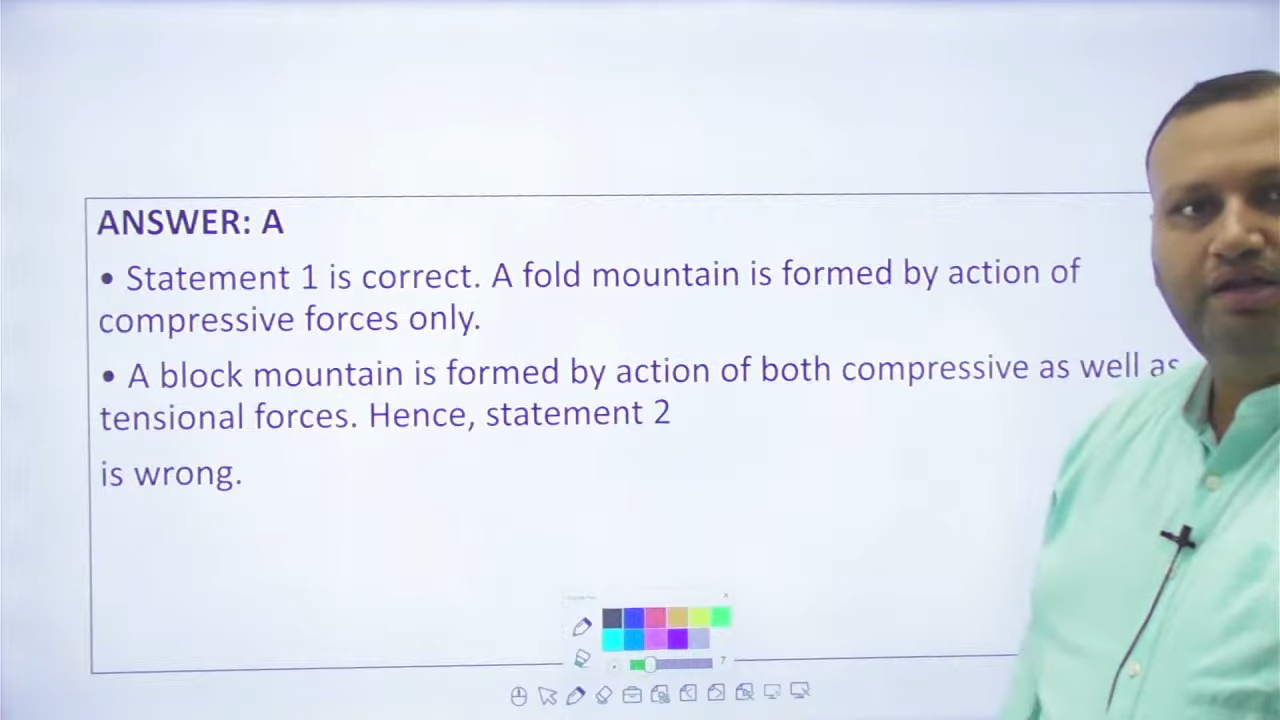 ANSWER: A
• Statement 1 is correct. A fold mountain is formed by action of
compressive forces only.
• A block mountain is formed by action of both compressive as well as
tensional forces. Hence, statement 2
is wrong.
7